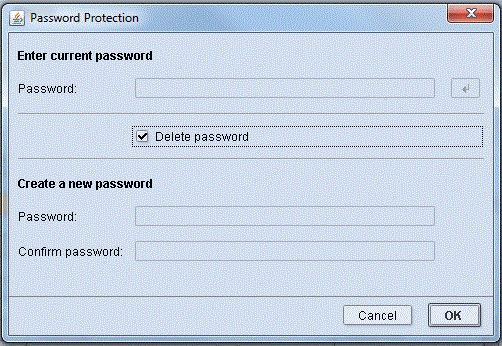 Password Protection
Enter current password
Password:
Delete password
Create a new password
Password:
Confirm password:
Cancel
OK